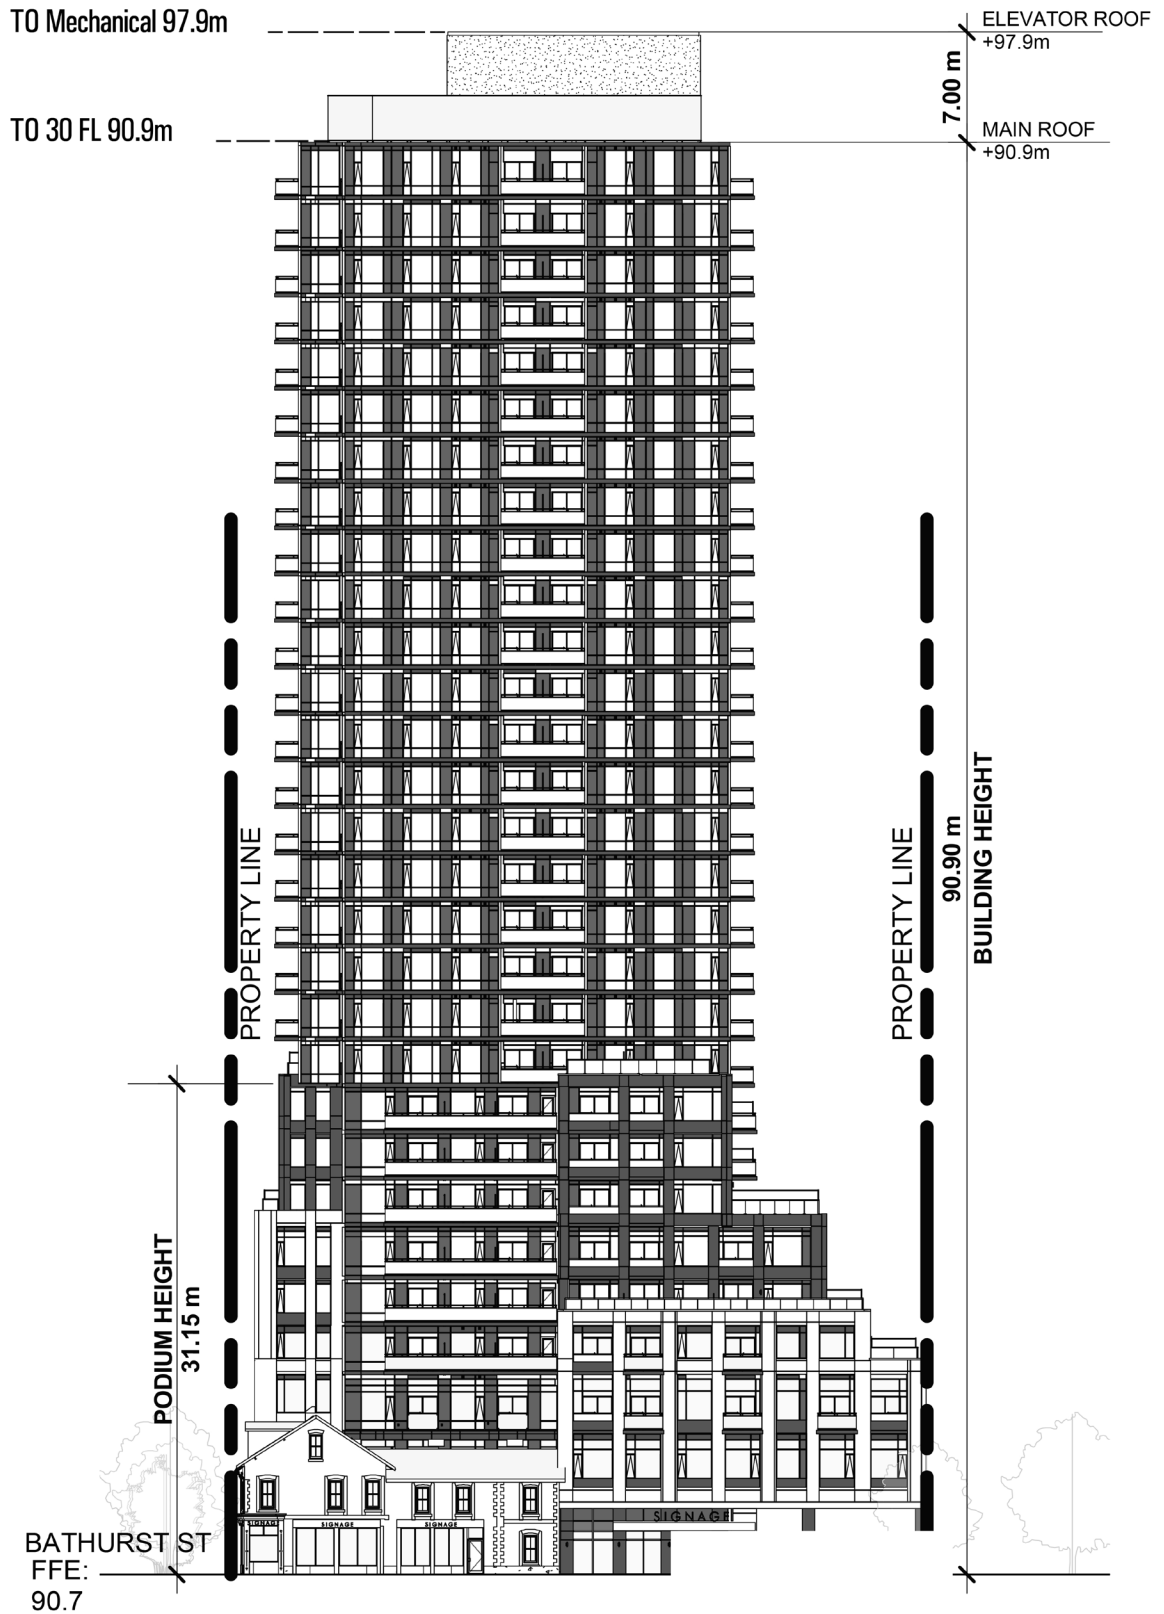 TO Mechanical 97.9m
ELEVATOR ROOF
+97.9m
7.00 m
TO 30 FL 90.9m
MAIN ROOF
+90.9m
PROPERTY LINE
PROPERTY LINE
90.90 m
BUILDING HEIGHT
PODIUM HEIGHT
31.15 m
SIGNAGE
SIGNAGE
SIGNAGE
SIGNAGE
BATHURST ST
FFE:
90.7